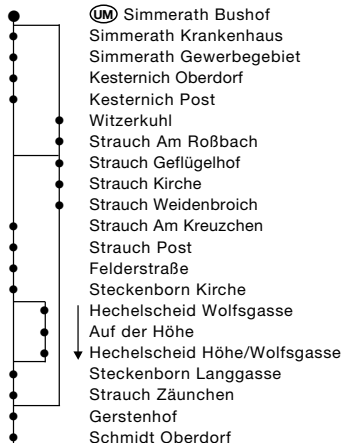 UM Simmerath Bushof
Simmerath Krankenhaus
Simmerath Gewerbegebiet
Kesternich Oberdorf
Kesternich Post
Witzerkuhl
Strauch Am Roßbach
Strauch Geflügelhof
Strauch Kirche
Strauch Weidenbroich
Strauch Am Kreuzchen
Strauch Post
Felderstraße
Steckenborn Kirche
Hechelscheid Wolfsgasse
Auf der Höhe
Hechelscheid Höhe/Wolfsgasse
Steckenborn Langgasse
Strauch Zäunchen
Gerstenhof
Schmidt Oberdorf